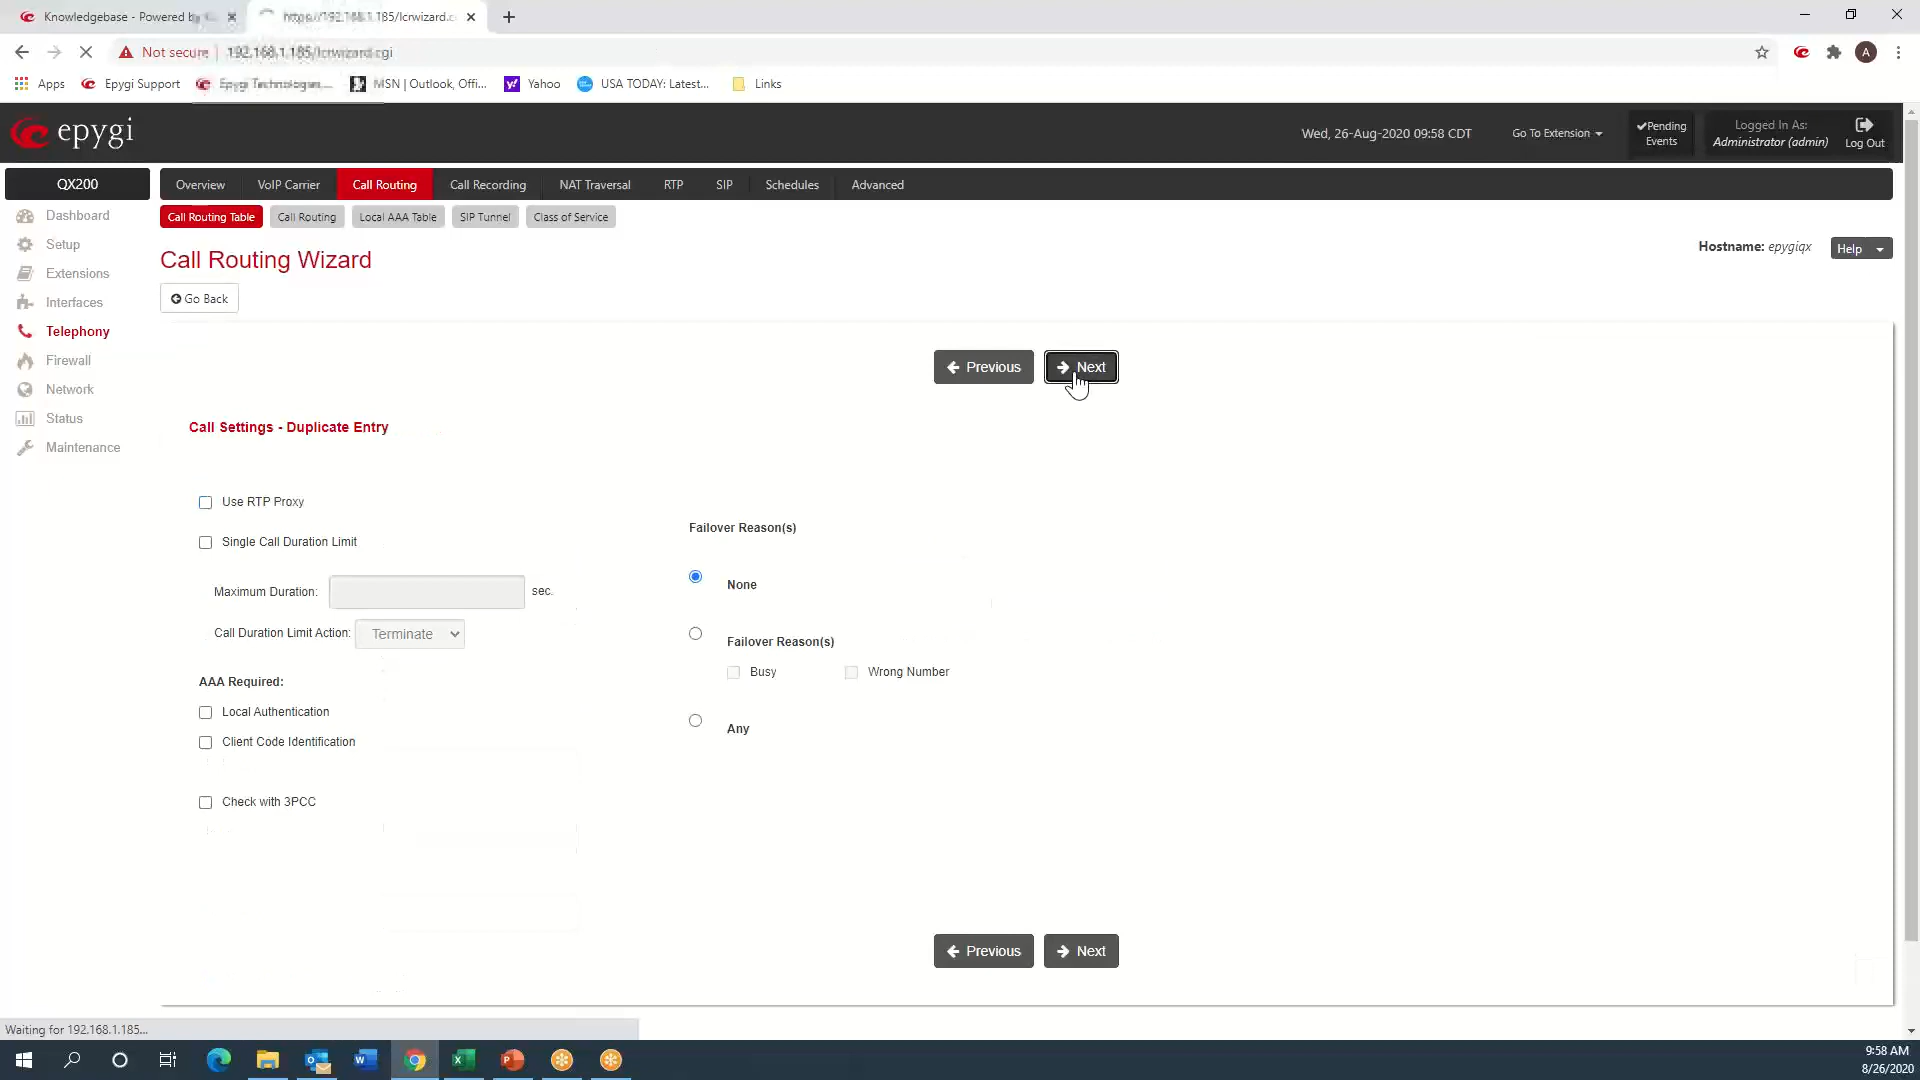 Knowledgebase - Powered by
https://192.168.1.185/lcrwizard.c
Not secure
192.168.1.185/lcrwizard.cgi
A
Apps
Epygi Support
Epygi Technologies...
MSN | Outlook, Offi...
Yahoo
USA TODAY: Latest...
Links
epygi
Wed, 26-Aug-2020 09:58 CDT
Go To Extension
Pending
Events
Logged In As:
Administrator (admin)
Log Out
QX200
Overview
VoIP Carrier
Call Routing
Call Recording
NAT Traversal
RTP
SIP
Schedules
Advanced
Dashboard
Setup
Extensions
Interfaces
Telephony
Firewall
Network
Status
Maintenance
Call Routing Table
Call Routing
Local AAA Table
SIP Tunnel
Class of Service
Call Routing Wizard
Hostname: epygiqx
Help
Go Back
Previous
Next
Call Settings - Duplicate Entry
Use RTP Proxy
Single Call Duration Limit
Maximum Duration:
sec.
Call Duration Limit Action:
Terminate
AAA Required:
Local Authentication
Client Code Identification
Check with 3PCC
Failover Reason(s)
None
Failover Reason(s)
Busy
Wrong Number
Any
Previous
Next
Waiting for 192.168.1.185...
9:58 AM
8/26/2020